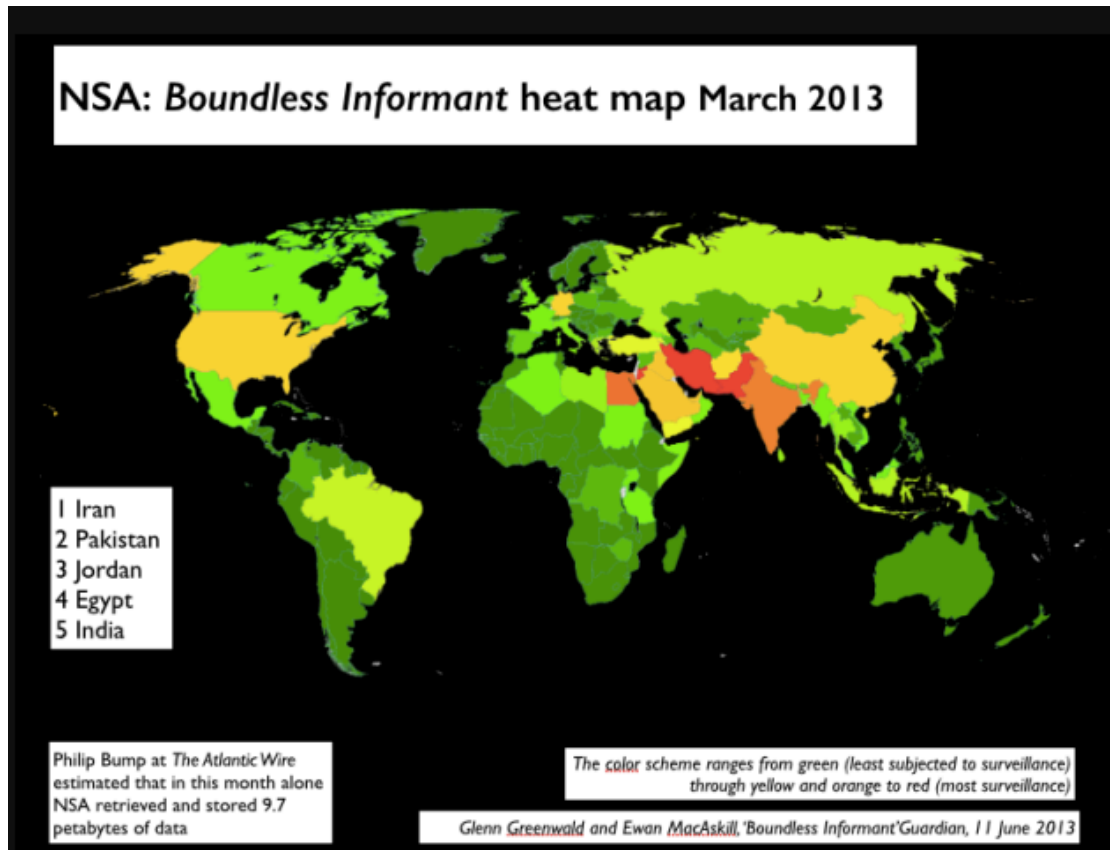 NSA: Boundless Informant heat map March 2013
1 Iran
2 Pakistan
3 Jordan
4 Egypt
5 India
Philip Bump at The Atlantic Wire
estimated that in this month alone
NSA retrieved and stored 9.7
petabytes of data
The color scheme ranges from green (least subjected to surveillance)
through yellow and orange to red (most surveillance)
Glenn Greenwald and Ewan MacAskill, 'Boundless Informant'Guardian, 11 June 2013